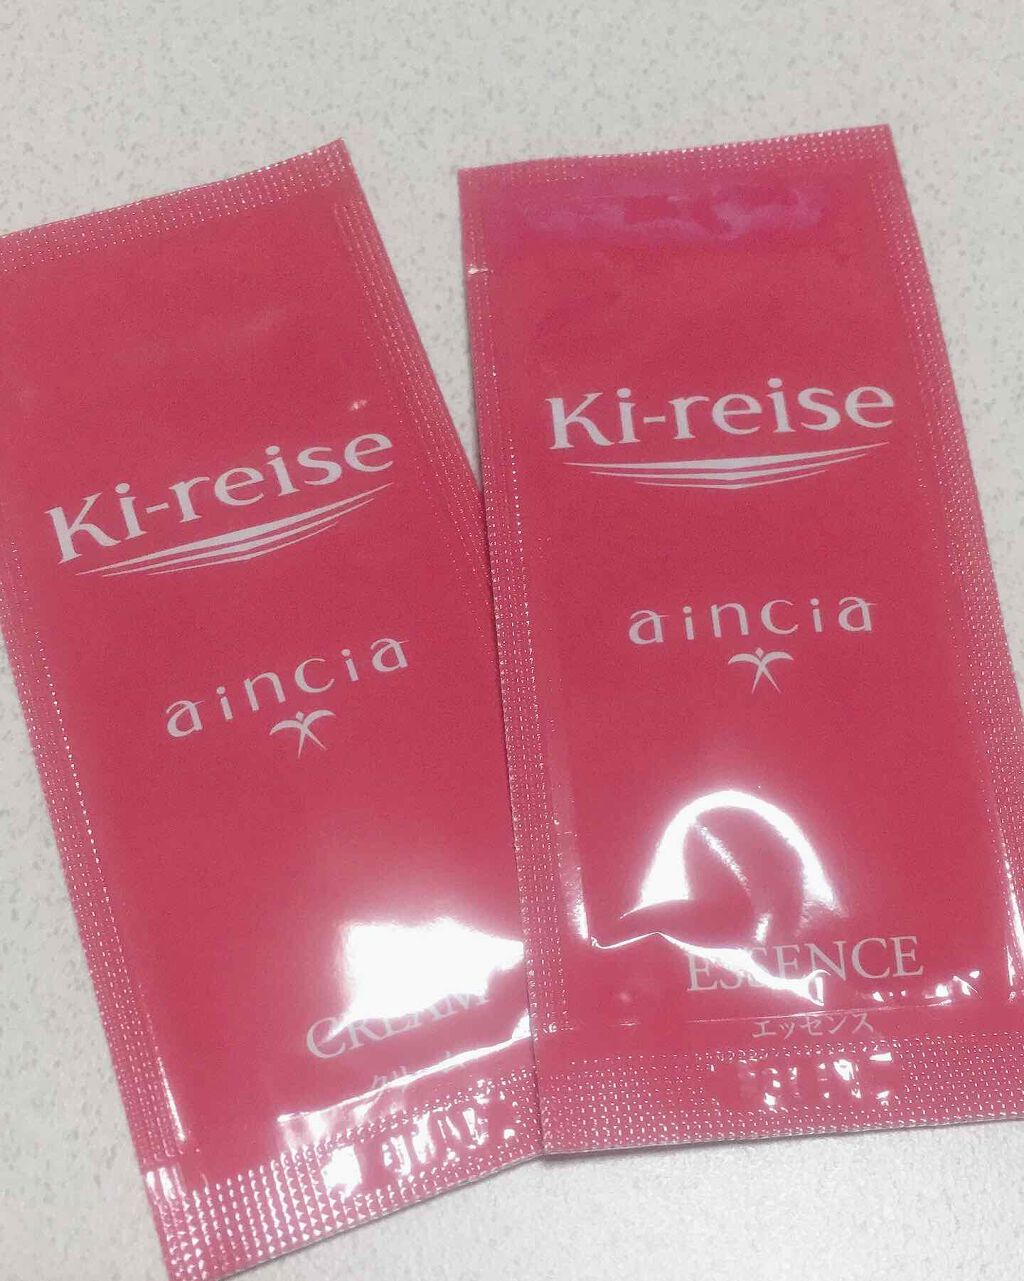 Ki-reise
aincia
CREAM
Ki-reise
aincia
ESSENCE
エッセンス